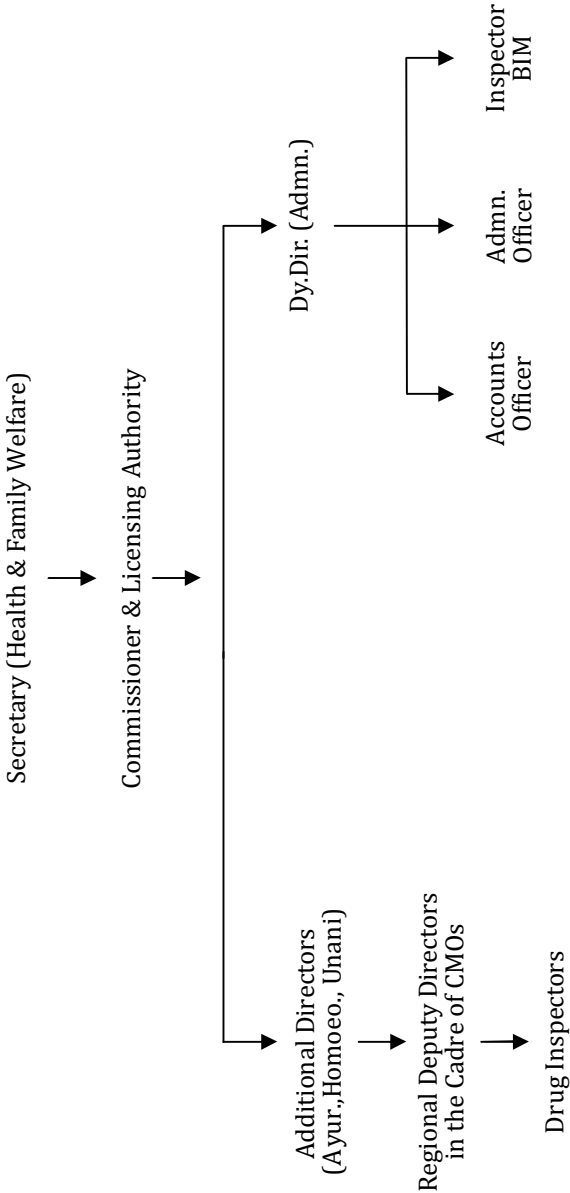 Secretary (Health & Family Welfare)
Commissioner & Licensing Authority
Additional Directors
(Ayur.,Homoeo., Unani)
Regional Deputy Directors
in the Cadre of CMOs
Drug Inspectors
Dy.Dir. (Admn.)
Accounts
Officer
Admn.
Officer
Inspector
BIM